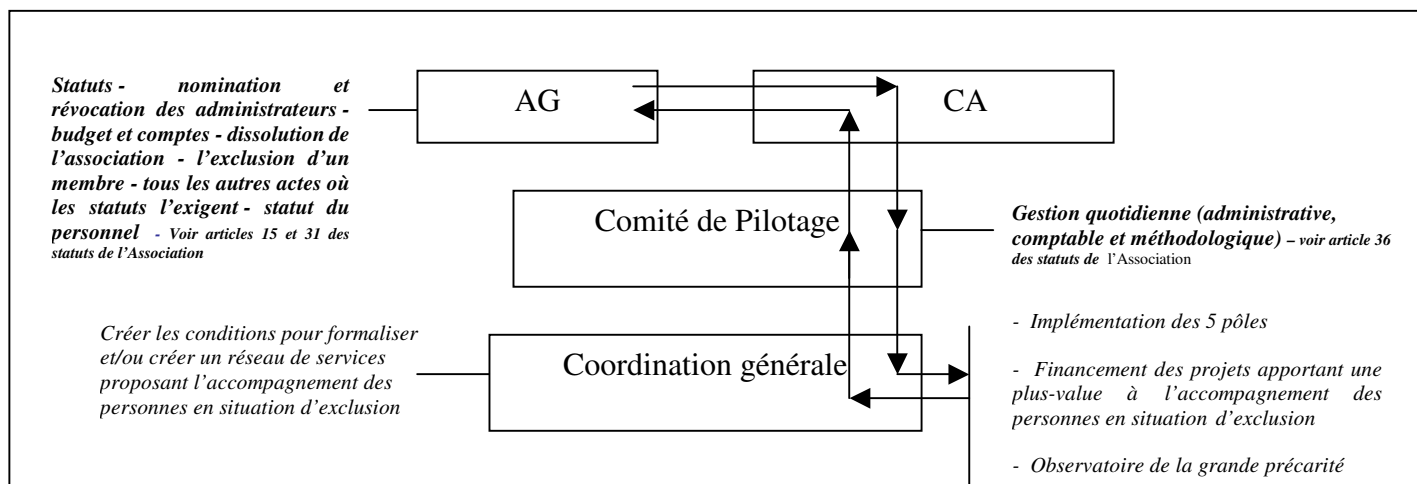 Statuts - nomination et
révocation des administrateurs -
budget et comptes - dissolution de
l'association - l'exclusion d'un
membre - tous les autres actes où
les statuts l'exigent - statut du
personnel - Voir articles 15 et 31 des
statuts de l'Association
AG
CA
Comité de Pilotage
Gestion quotidienne (administrative,
comptable et méthodologique) – voir article 36
des statuts de l'Association
Créer les conditions pour formaliser
et/ou créer un réseau de services
proposant l'accompagnement des
personnes en situation d'exclusion
Coordination générale
- Implémentation des 5 pôles
- Financement des projets apportant une
plus-value à l'accompagnement des
personnes en situation d'exclusion
- Observatoire de la grande précarité